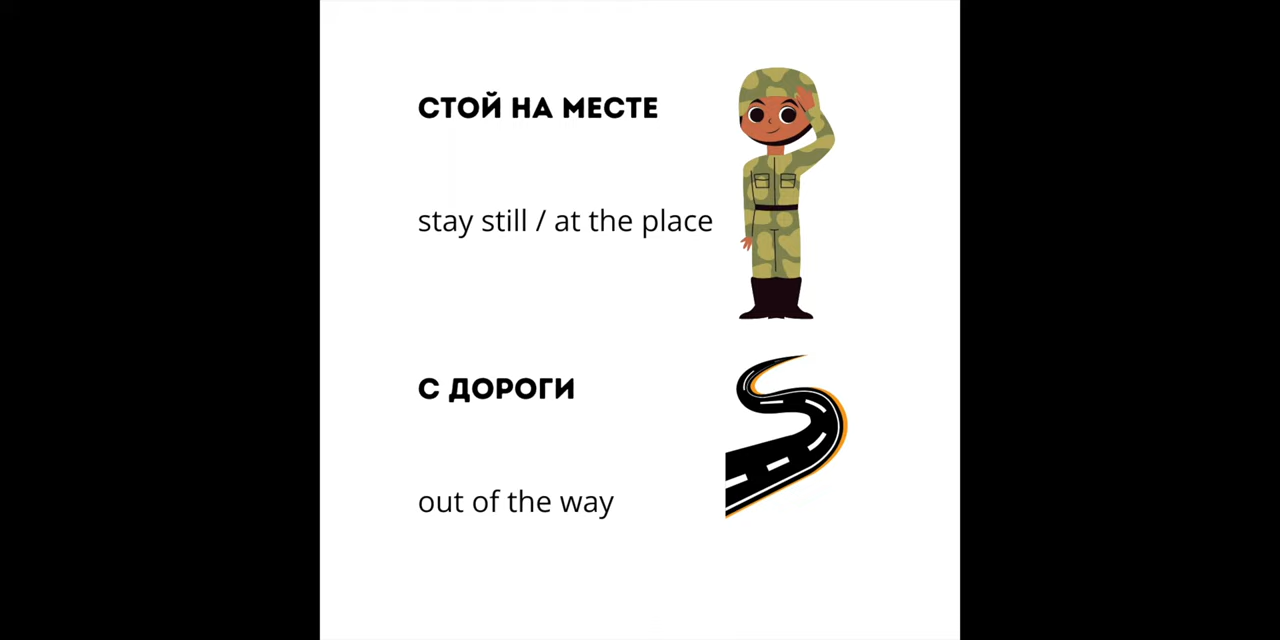 СТОЙ НА МЕСТЕ
stay still / at the place
С ДОРОГИ
out of the way